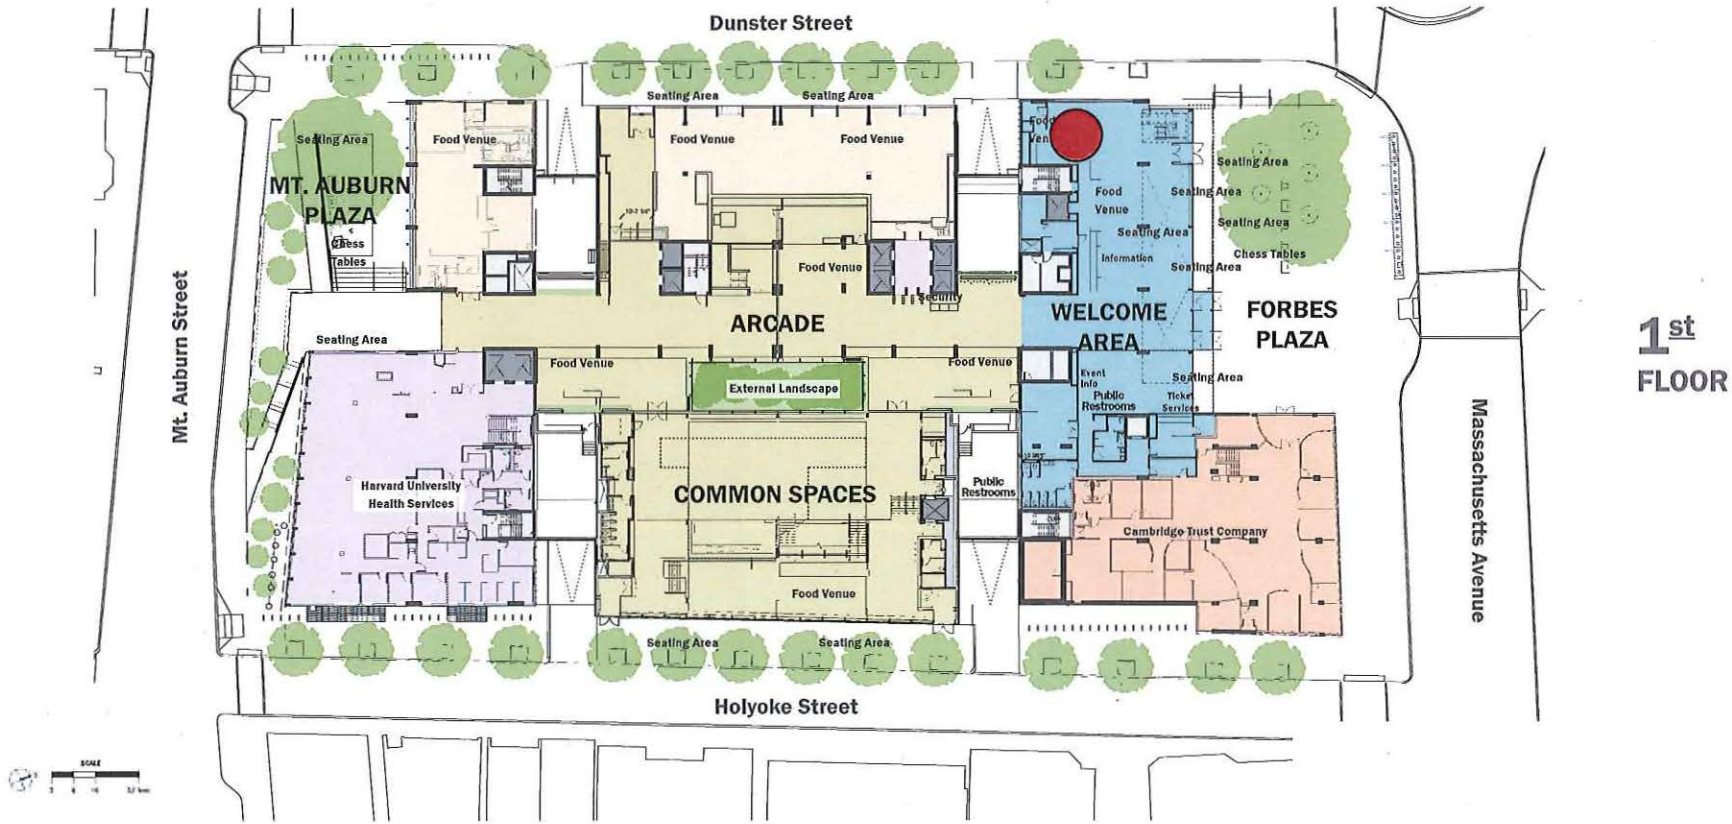 Dunster Street
Seating Area
Seating Area
Seating Area
Food Venue
Food Venue
Food Venue
Food
Ven
Seating Area
MT. AUBURN
PLAZA
Chess
Tables
Food
Venue
Seating Area
Seating Area
Seating Area
Seating Area
Chess Tables
Information
Seating Area
Food Venue
Security
Mt. Auburn Street
Seating Area
ARCADE
WELCOME
AREA
FORBES
PLAZA
1st
FLOOR
Food Venue
External Landscape
Food Venue
Event
Info
Public
Restrooms
Seating Area
Ticket
Services
Massachusetts Avenue
Harvard University
Health Services
COMMON SPACES
Public
Restrooms
Cambridge Trust Company
Food Venue
Seating Area
Seating Area
Holyoke Street
SCALE